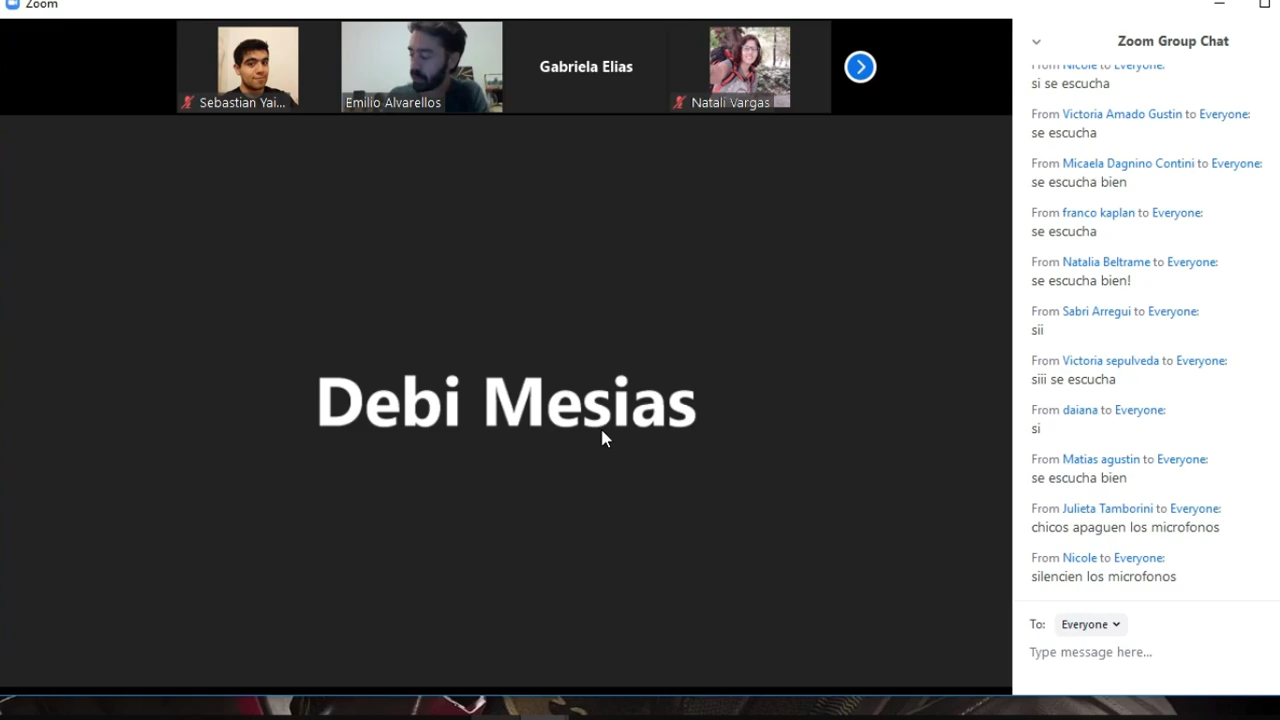 Zoom
Sebastian Yai...
Emilio Alvarellos
Gabriela Elias
Natali Vargas
Debi Mesias
Zoom Group Chat
From Nicole to Everyone:
si se escucha
From Victoria Amado Gustin to Everyone:
se escucha
From Micaela Dagnino Contini to Everyone:
se escucha bien
From franco kaplan to Everyone:
se escucha
From Natalia Beltrame to Everyone:
se escucha bien!
From Sabri Arregui to Everyone:
sii
From Victoria sepulveda to Everyone:
siii se escucha
From daiana to Everyone:
si
From Matias agustin to Everyone:
se escucha bien
From Julieta Tamborini to Everyone:
chicos apaguen los microfonos
From Nicole to Everyone:
silencien los microfonos
To: Everyone
Type message here...